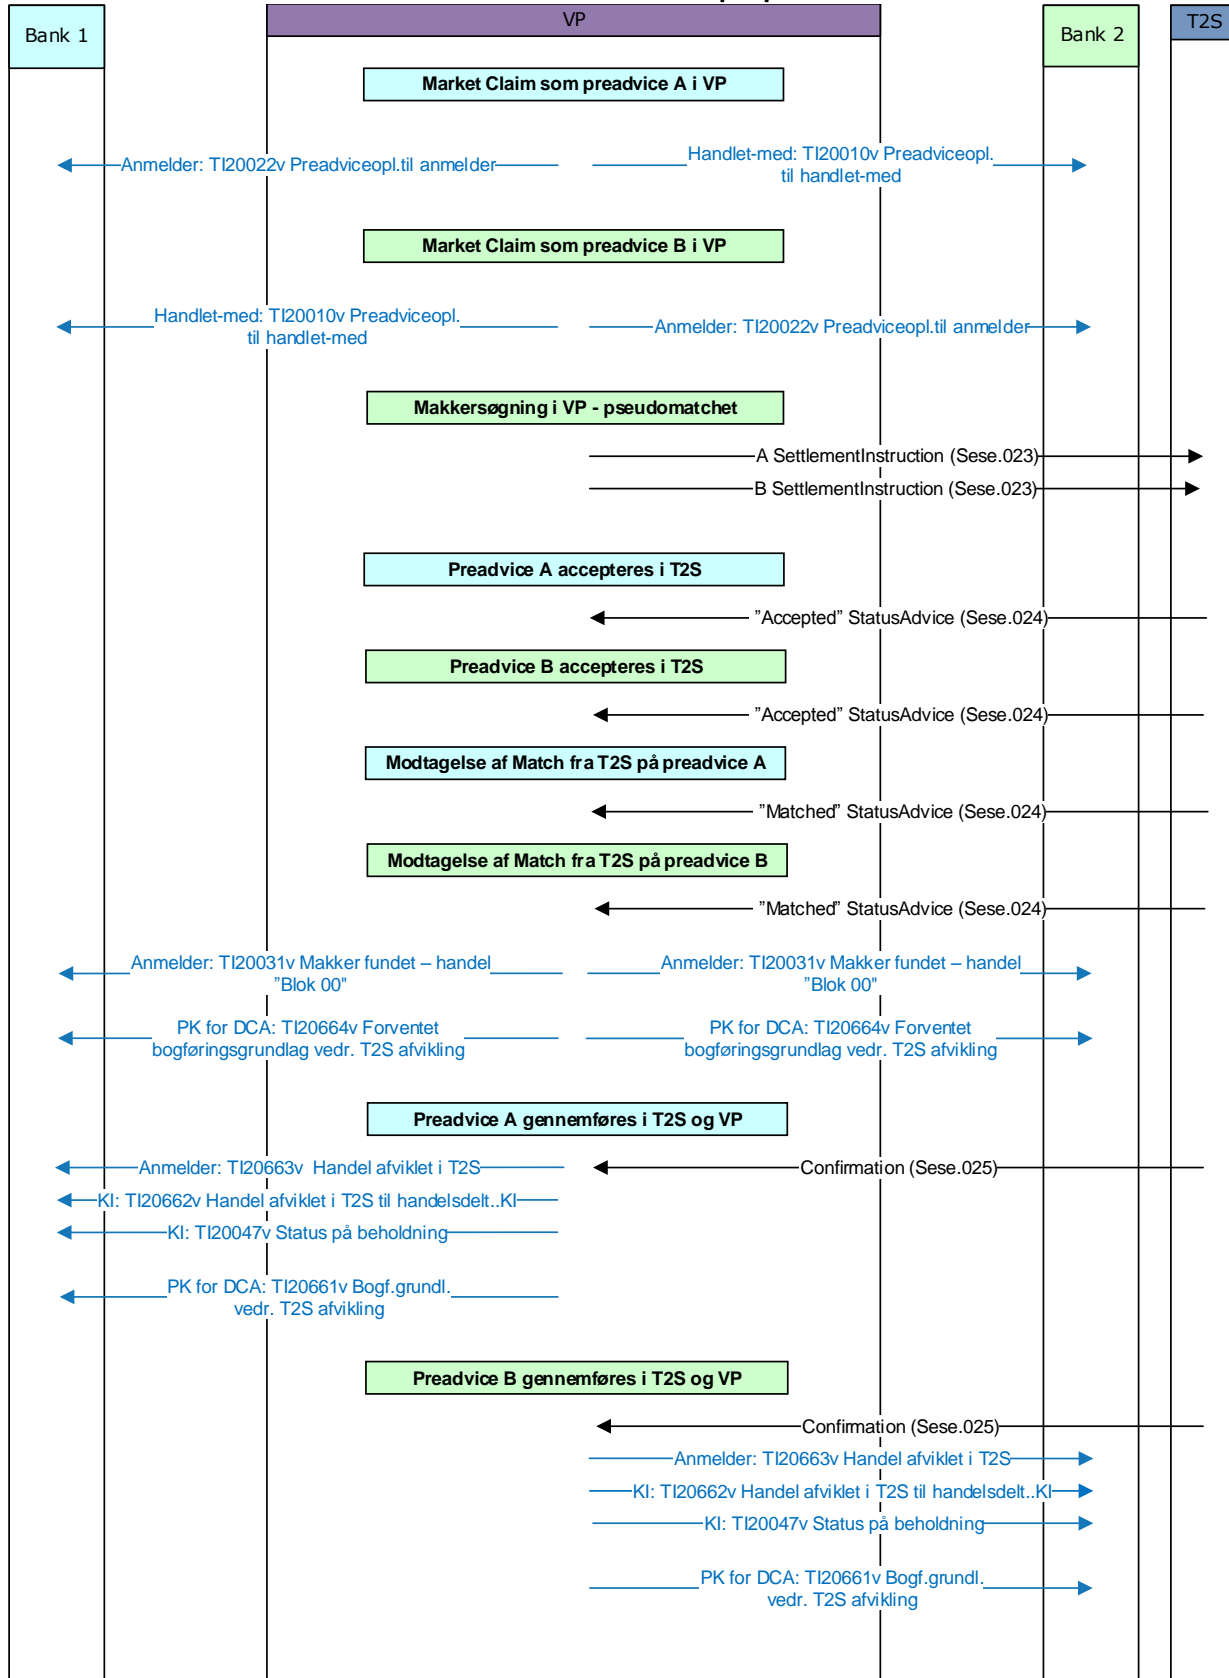 Bank 1
VP
Bank 2
T2S
Market Claim som preadvice A i VP
Anmelder: TI20022v Preadviceopl.til anmelder
Handlet-med: TI20010v Preadviceopl.
til handlet-med
Market Claim som preadvice B i VP
Handlet-med: TI20010v Preadviceopl.
til handlet-med
Anmelder: TI20022v Preadviceopl.til anmelder
Makkersøgning i VP - pseudomatchet
A SettlementInstruction (Sese.023)
B SettlementInstruction (Sese.023)
Preadvice A accepteres i T2S
”Accepted” StatusAdvice (Sese.024)
Preadvice B accepteres i T2S
”Accepted” StatusAdvice (Sese.024)
Modtagelse af Match fra T2S på preadvice A
”Matched” StatusAdvice (Sese.024)
Modtagelse af Match fra T2S på preadvice B
”Matched” StatusAdvice (Sese.024)
Anmelder: TI20031v Makker fundet – handel
”Blok 00"
Anmelder: TI20031v Makker fundet – handel
”Blok 00"
PK for DCA: TI20664v Forventet
bogføringsgrundlag vedr. T2S afvikling
PK for DCA: TI20664v Forventet
bogføringsgrundlag vedr. T2S afvikling
Preadvice A gennemføres i T2S og VP
Anmelder: TI20663v  Handel afviklet i T2S
Confirmation (Sese.025)
KI: TI20662v Handel afviklet i T2S til handelsdelt..KI
KI: TI20047v Status på beholdning
PK for DCA: TI20661v Bogf.grundl.
vedr. T2S afvikling
Preadvice B gennemføres i T2S og VP
Confirmation (Sese.025)
Anmelder: TI20663v Handel afviklet i T2S
KI: TI20662v Handel afviklet i T2S til handelsdelt..KI
KI: TI20047v Status på beholdning
PK for DCA: TI20661v Bogf.grundl.
vedr. T2S afvikling